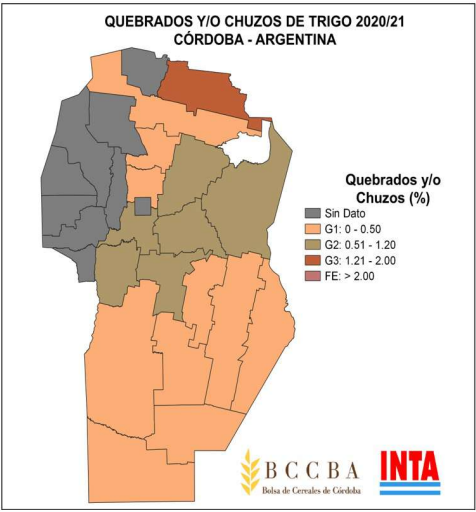 QUEBRADOS Y/O CHUZOS DE TRIGO 2020/21
CÓRDOBA - ARGENTINA
Quebrados y/o
Chuzos (%)
Sin Dato
G1: 0 - 0.50
G2: 0.51 - 1.20
G3: 1.21 - 2.00
FE: > 2.00
BCCBA
Bolsa de Cereales de Córdoba
INTA